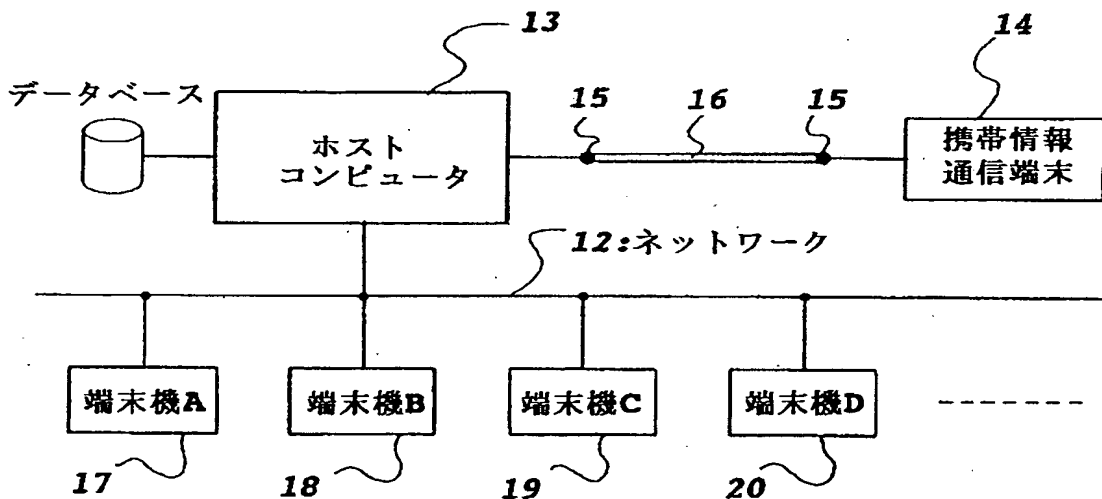 13
14
データベース
15
16
15
ホスト
コンピュータ
携帯情報
通信端末
12:ネットワーク
端末機A
端末機B
端末機C
端末機D
17
18
19
20